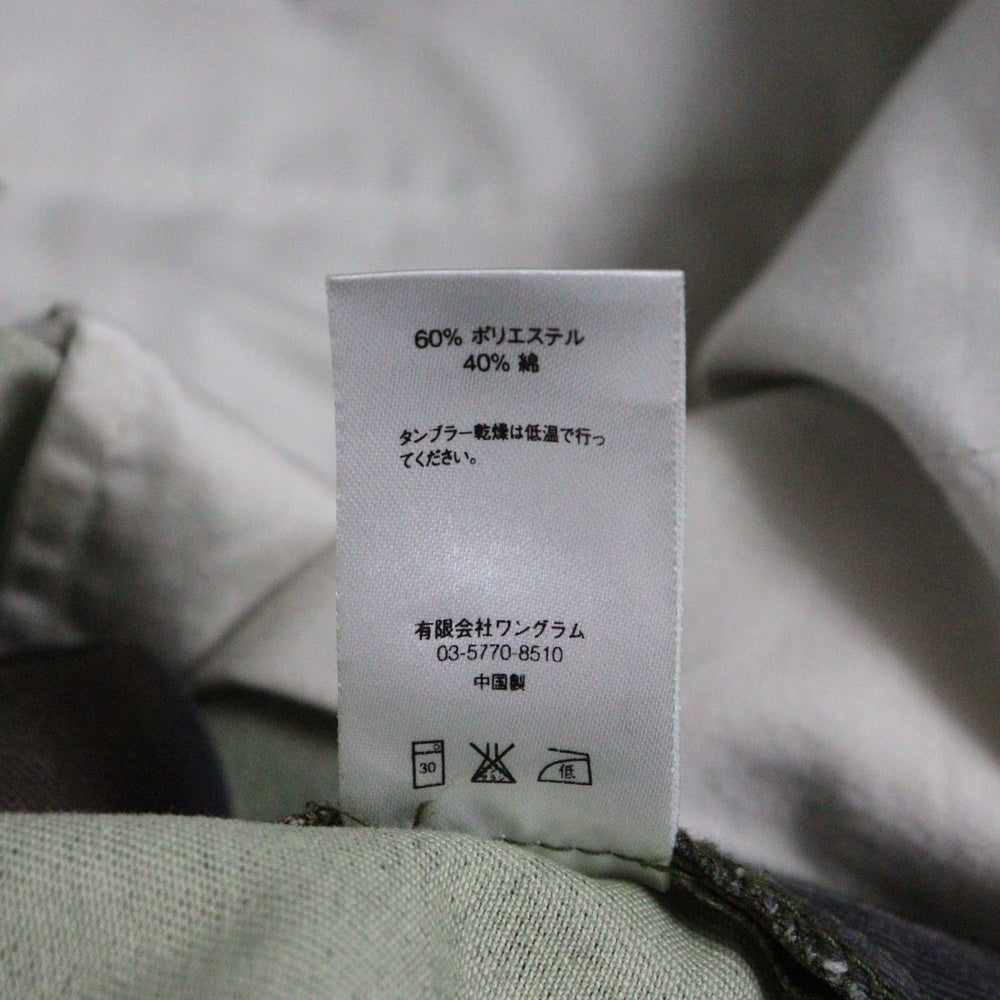 60% ポリエステル
40% 綿
タンブラー乾燥は低温で行っ
てください。
有限会社ワングラム
03-5770-8510
中国製
30
低